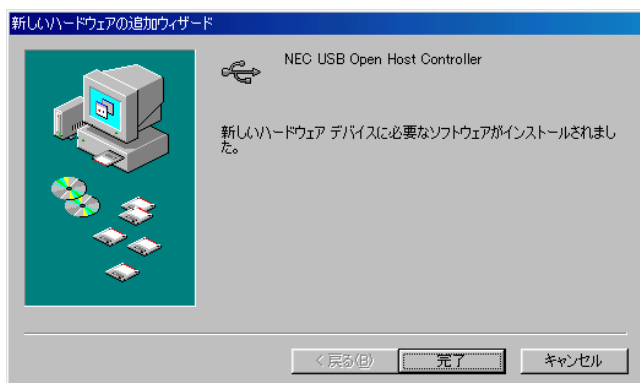 新しいハードウェアの追加ウィザード
NEC USB Open Host Controller
新しいハードウェア デバイスに必要なソフトウェアがインストールされまし
た。
< 戻る(B)
完了
キャンセル